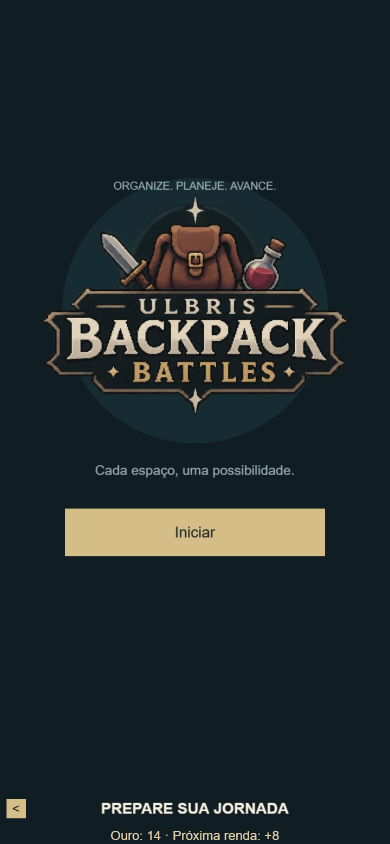 ORGANIZE. PLANEJE. AVANCE.
ULBRIS
BACKPACK
BATTLES
Cada espaço, uma possibilidade.
Iniciar
<
PREPARE SUA JORNADA
Ouro: 14 · Próxima renda: +8